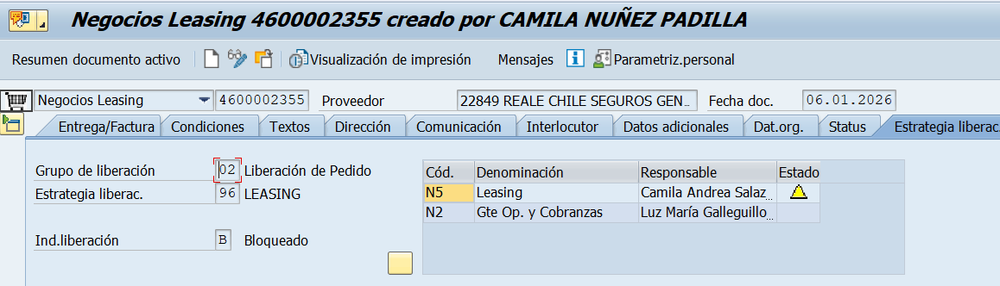 Negocios Leasing 4600002355 creado por CAMILA NUÑEZ PADILLA
Resumen documento activo Visualización de impresión Mensajes Parametriz.personal
Negocios Leasing 4600002355 Proveedor 22849 REALE CHILE SEGUROS GEN... Fecha doc. 06.01.2026
Entrega/Factura Condiciones Textos Dirección Comunicación Interlocutor Datos adicionales Dat.org. Status Estrategia liberac.
Grupo de liberación 02 Liberación de Pedido
Estrategia liberac. 96 LEASING
Ind.liberación B Bloqueado
Cód. Denominación Responsable Estado
N5 Leasing Camila Andrea Salaz...
N2 Gte Op. y Cobranzas Luz María Galleguillo...